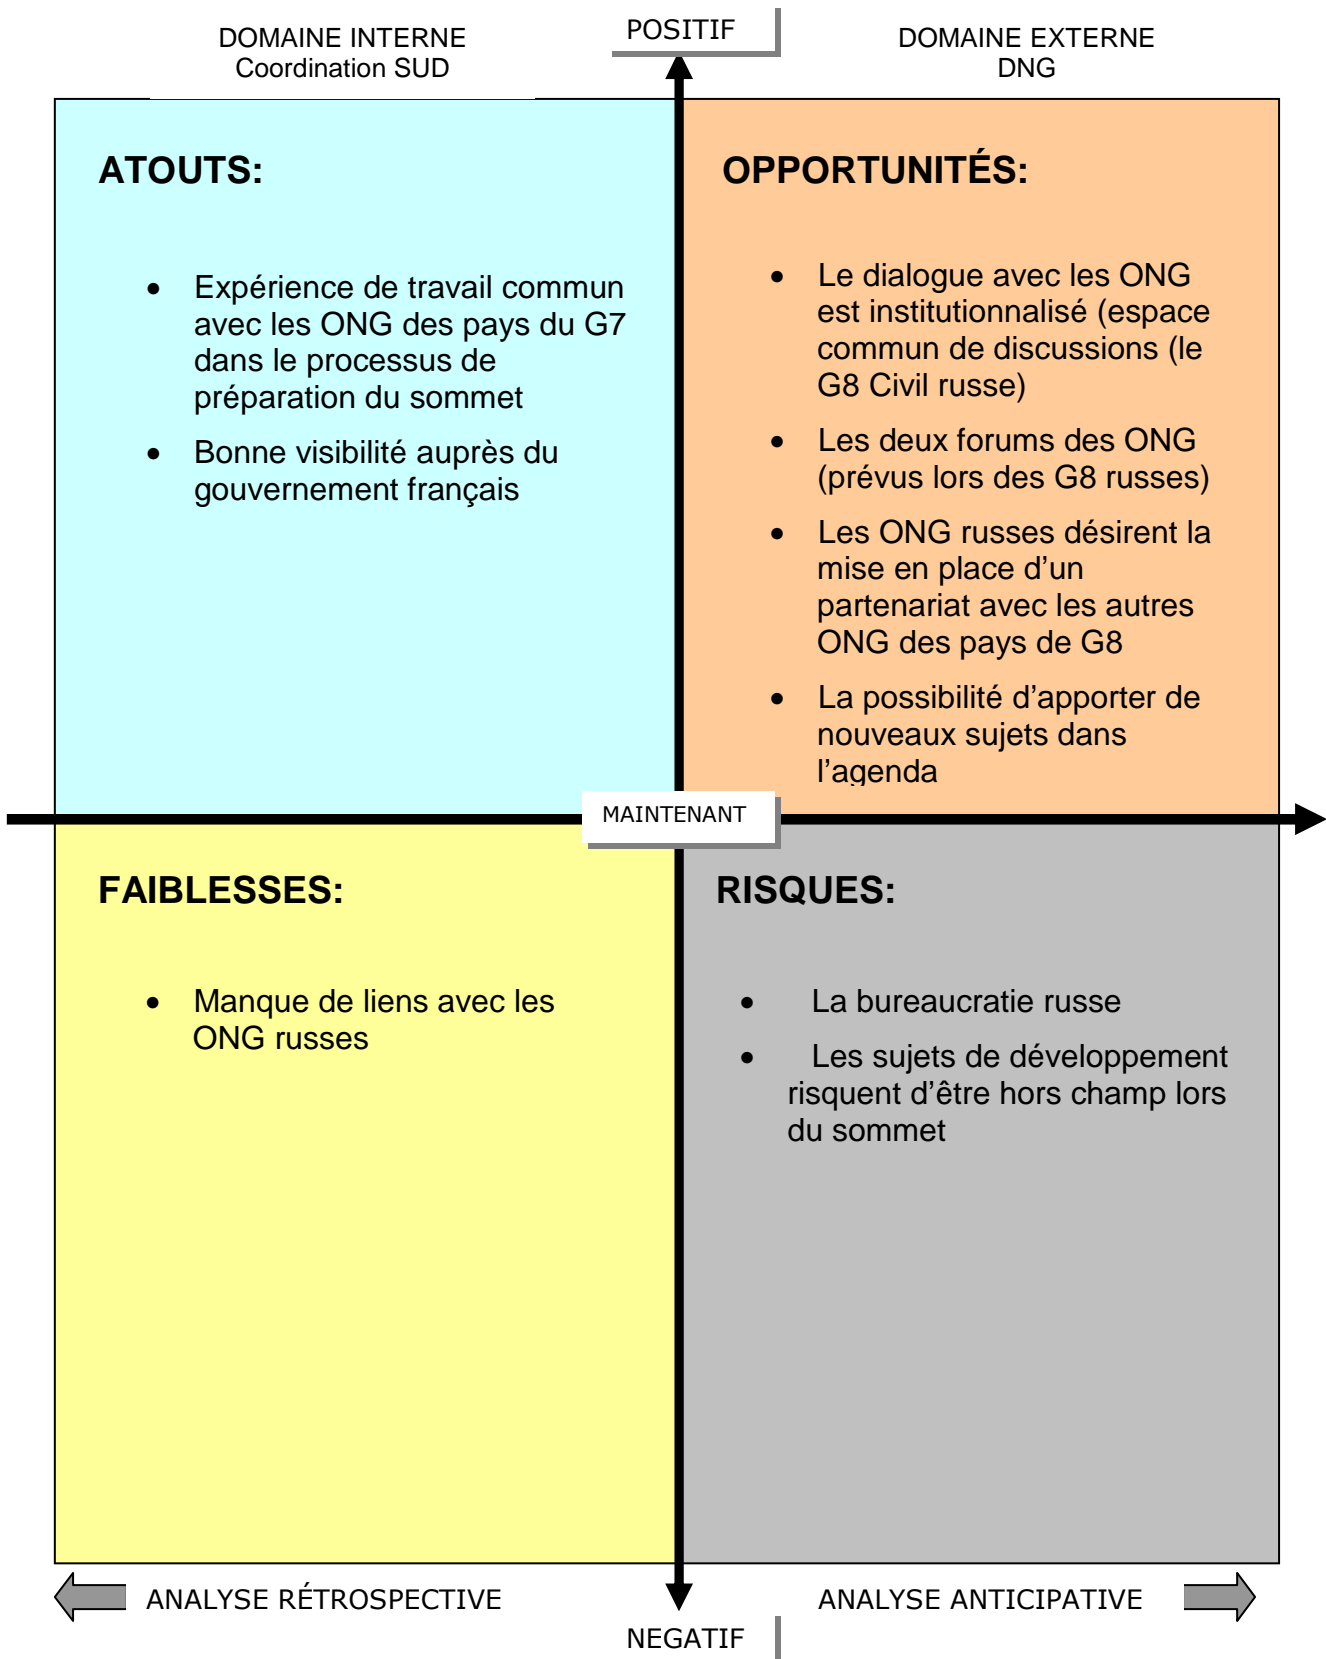 POSITIF
DOMAINE INTERNE
Coordination SUD
DOMAINE EXTERNE
DNG
ATOUTS:
• Expérience de travail commun
avec les ONG des pays du G7
dans le processus de
préparation du sommet
• Bonne visibilité auprès du
gouvernement français
OPPORTUNITÉS:
• Le dialogue avec les ONG
est institutionnalisé (espace
commun de discussions (le
G8 Civil russe)
• Les deux forums des ONG
(prévus lors des G8 russes)
• Les ONG russes désirent la
mise en place d’un
partenariat avec les autres
ONG des pays de G8
• La possibilité d’apporter de
nouveaux sujets dans
l’agenda
MAINTENANT
FAIBLESSES:
• Manque de liens avec les
ONG russes
RISQUES:
• La bureaucratie russe
• Les sujets de développement
risquent d’être hors champ lors
du sommet
ANALYSE RÉTROSPECTIVE
ANALYSE ANTICIPATIVE
NEGATIF